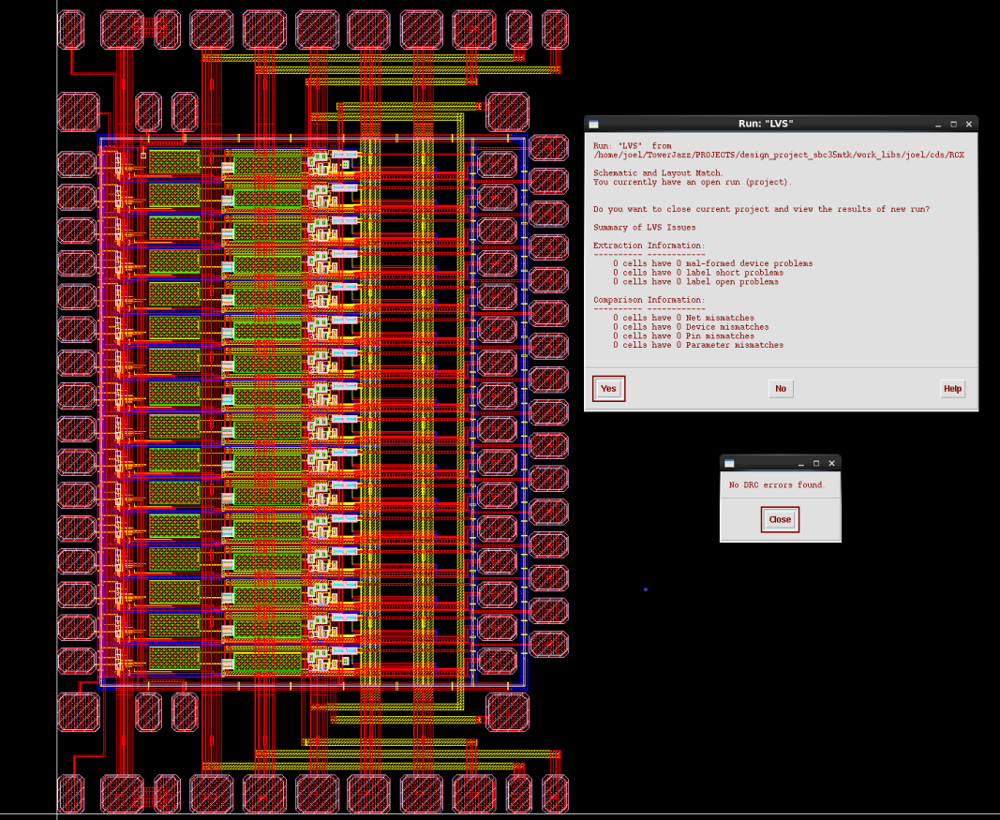 Run: "LVS"
Run: "LVS"  from
/home/joel/TowerJazz/PROJECTS/design_project_sbc35mtk/work_libs/joel/cds/RCX
Schematic and Layout Match.
You currently have an open run (project).
Do you want to close current project and view the results of new run?
Summary of LVS Issues
Extraction Information:
---------- ------------
0 cells have 0 mal-formed device problems
0 cells have 0 label short problems
0 cells have 0 label open problems
Comparison Information:
---------- ------------
0 cells have 0 Net mismatches
0 cells have 0 Device mismatches
0 cells have 0 Pin mismatches
0 cells have 0 Parameter mismatches
Yes No Help
No DRC errors found.
Close